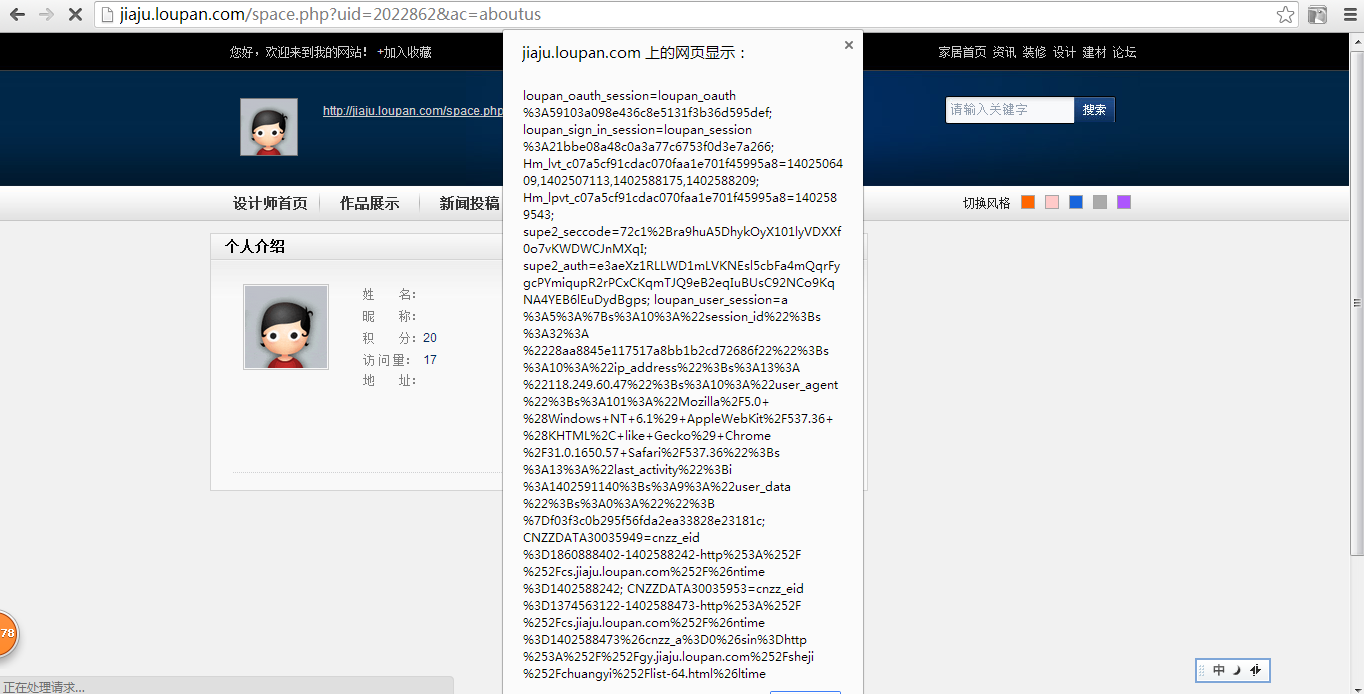 jiaju.loupan.com/space.php?uid=2022862&ac=aboutus
您好，欢迎来到我的网站！ +加入收藏
家居首页 资讯 装修 设计 建材 论坛
http://jiaju.loupan.com/space.php
请输入关键字 搜索
设计师首页 作品展示 新闻投稿
切换风格
个人介绍
姓 名：
昵 称：
积 分：20
访问量： 17
地 址：
jiaju.loupan.com 上的网页显示：
loupan_oauth_session=loupan_oauth
%3A59103a098e436c8e5131f3b36d595def;
loupan_sign_in_session=loupan_session
%3A21bbe08a48c0a3a77c6753f0d3e7a266;
Hm_lvt_c07a5cf91cdac070faa1e701f45995a8=14025064
09,1402507113,1402588175,1402588209;
Hm_lpvt_c07a5cf91cdac070faa1e701f45995a8=140258
9543;
supe2_seccode=72c1%2Bra9huA5DhykOyX101lyVDXXf
0o7vKWDWCJnMXqI;
supe2_auth=e3aeXz1RLLWD1mLVKNEsl5cbFa4mQqrFy
gcPYmiqupR2rPCxCKqmTJQ9eB2eqIuBUsC92NCo9Kq
NA4YEB6lEuDydBgps; loupan_user_session=a
%3A5%3A%7Bs%3A10%3A%22session_id%22%3Bs
%3A32%3A
%2228aa8845e117517a8bb1b2cd72686f22%22%3Bs
%3A10%3A%22ip_address%22%3Bs%3A13%3A
%22118.249.60.47%22%3Bs%3A10%3A%22user_agent
%22%3Bs%3A101%3A%22Mozilla%2F5.0+
%28Windows+NT+6.1%29+AppleWebKit%2F537.36+
%28KHTML%2C+like+Gecko%29+Chrome
%2F31.0.1650.57+Safari%2F537.36%22%3Bs
%3A13%3A%22last_activity%22%3Bi
%3A1402591140%3Bs%3A9%3A%22user_data
%22%3Bs%3A0%3A%22%22%3B
%7Df03f3c0b295f56fda2ea33828e23181c;
CNZZDATA30035949=cnzz_eid
%3D1860888402-1402588242-http%253A%252F
%252Fcs.jiaju.loupan.com%252F%26ntime
%3D1402588242; CNZZDATA30035953=cnzz_eid
%3D1374563122-1402588473-http%253A%252F
%252Fcs.jiaju.loupan.com%252F%26ntime
%3D1402588473%26cnzz_a%3D0%26sin%3Dhttp
%253A%252F%252Fgy.jiaju.loupan.com%252Fsheji
%252Fchuangyi%252Flist-64.html%26ltime
78
中
正在处理请求...